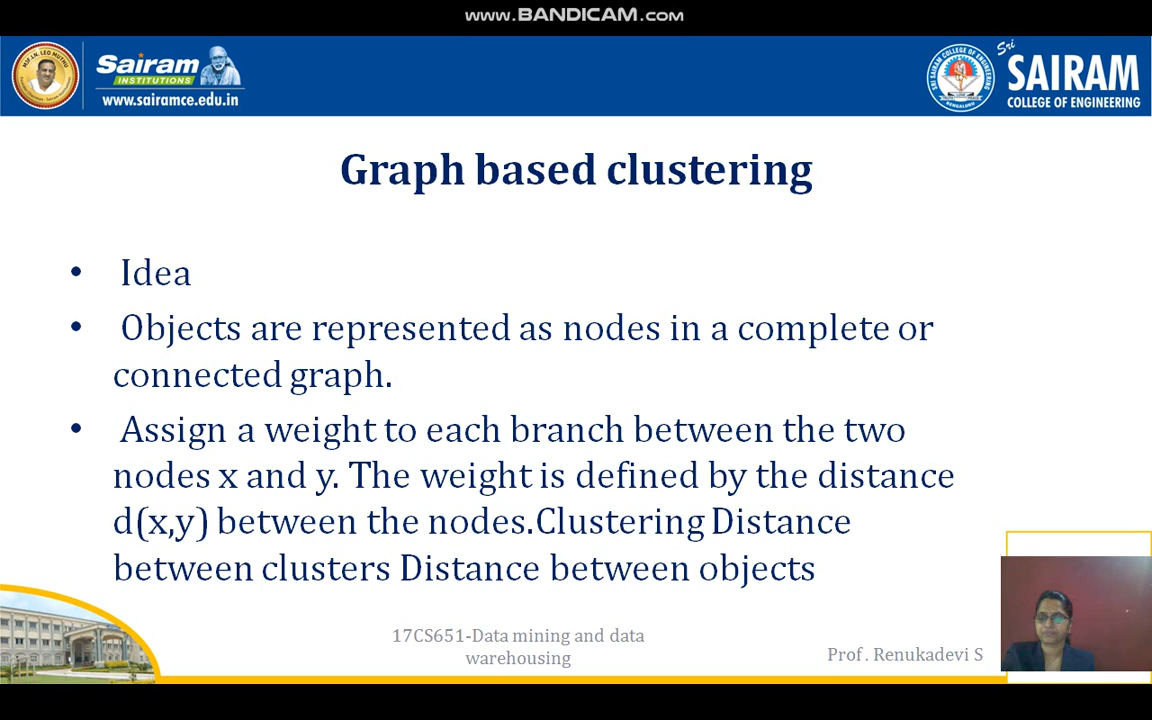 www.BANDICAM.com
Sairam
INSTITUTIONS
www.sairamce.edu.in
Sri
SAIRAM
COLLEGE OF ENGINEERING
Graph based clustering
• Idea
• Objects are represented as nodes in a complete or
connected graph.
• Assign a weight to each branch between the two
nodes x and y. The weight is defined by the distance
d(x,y) between the nodes.Clustering Distance
between clusters Distance between objects
17CS651-Data mining and data
warehousing
Prof. Renukadevi S